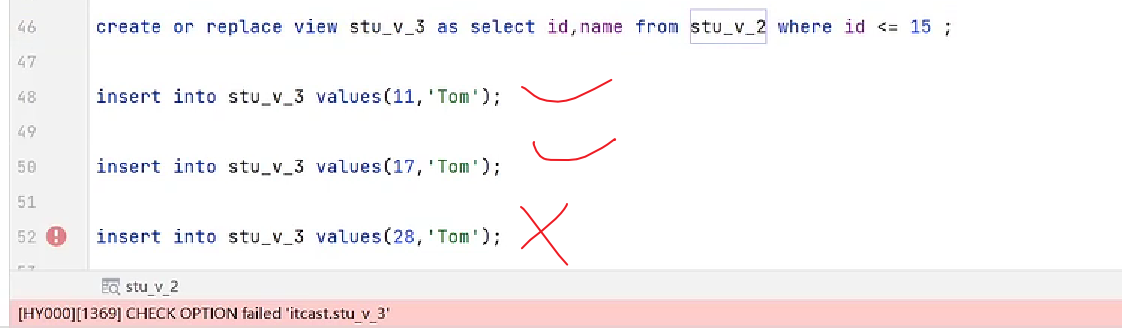 46 create or replace view stu_v_3 as select id,name from stu_v_2 where id <= 15 ;
47
48 insert into stu_v_3 values(11,'Tom');
49
50 insert into stu_v_3 values(17,'Tom');
51
52 insert into stu_v_3 values(28,'Tom');
stu_v_2
[HY000][1369] CHECK OPTION failed 'itcast.stu_v_3'